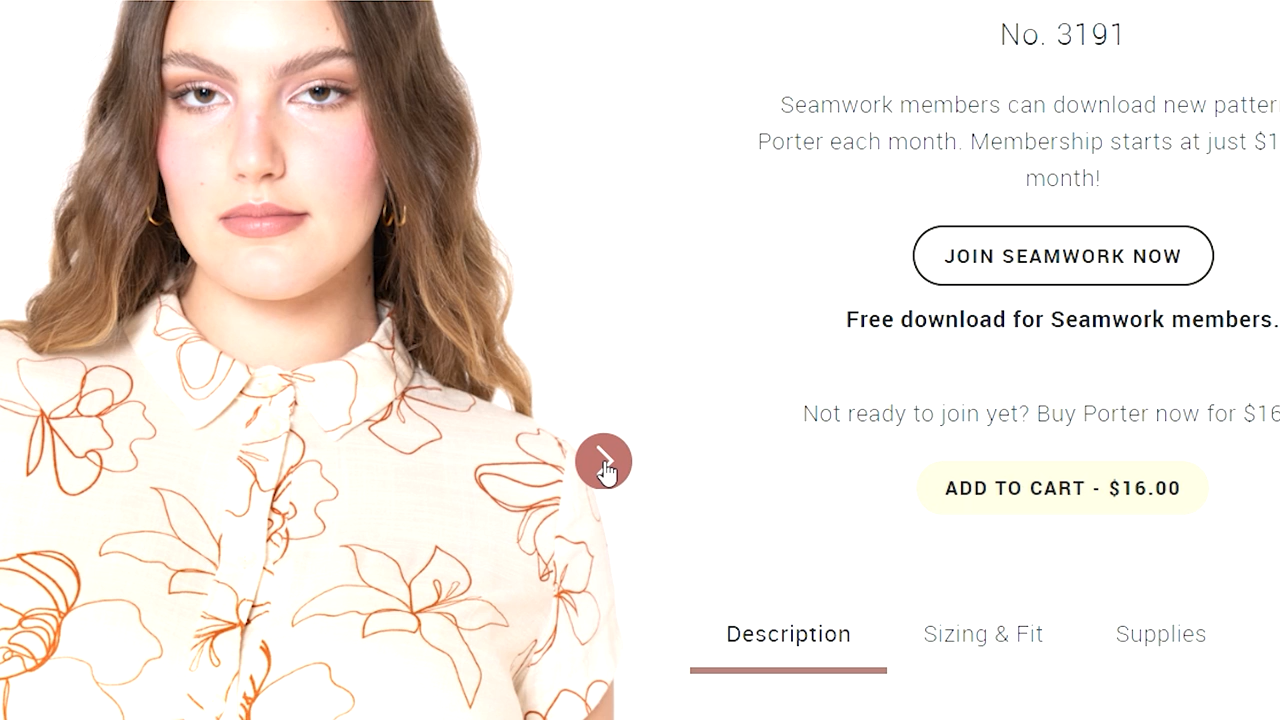 No. 3191
Seamwork members can download new patter
Porter each month. Membership starts at just $1
month!
JOIN SEAMWORK NOW
Free download for Seamwork members.
Not ready to join yet? Buy Porter now for $16
ADD TO CART - $16.00
Description
Sizing & Fit
Supplies